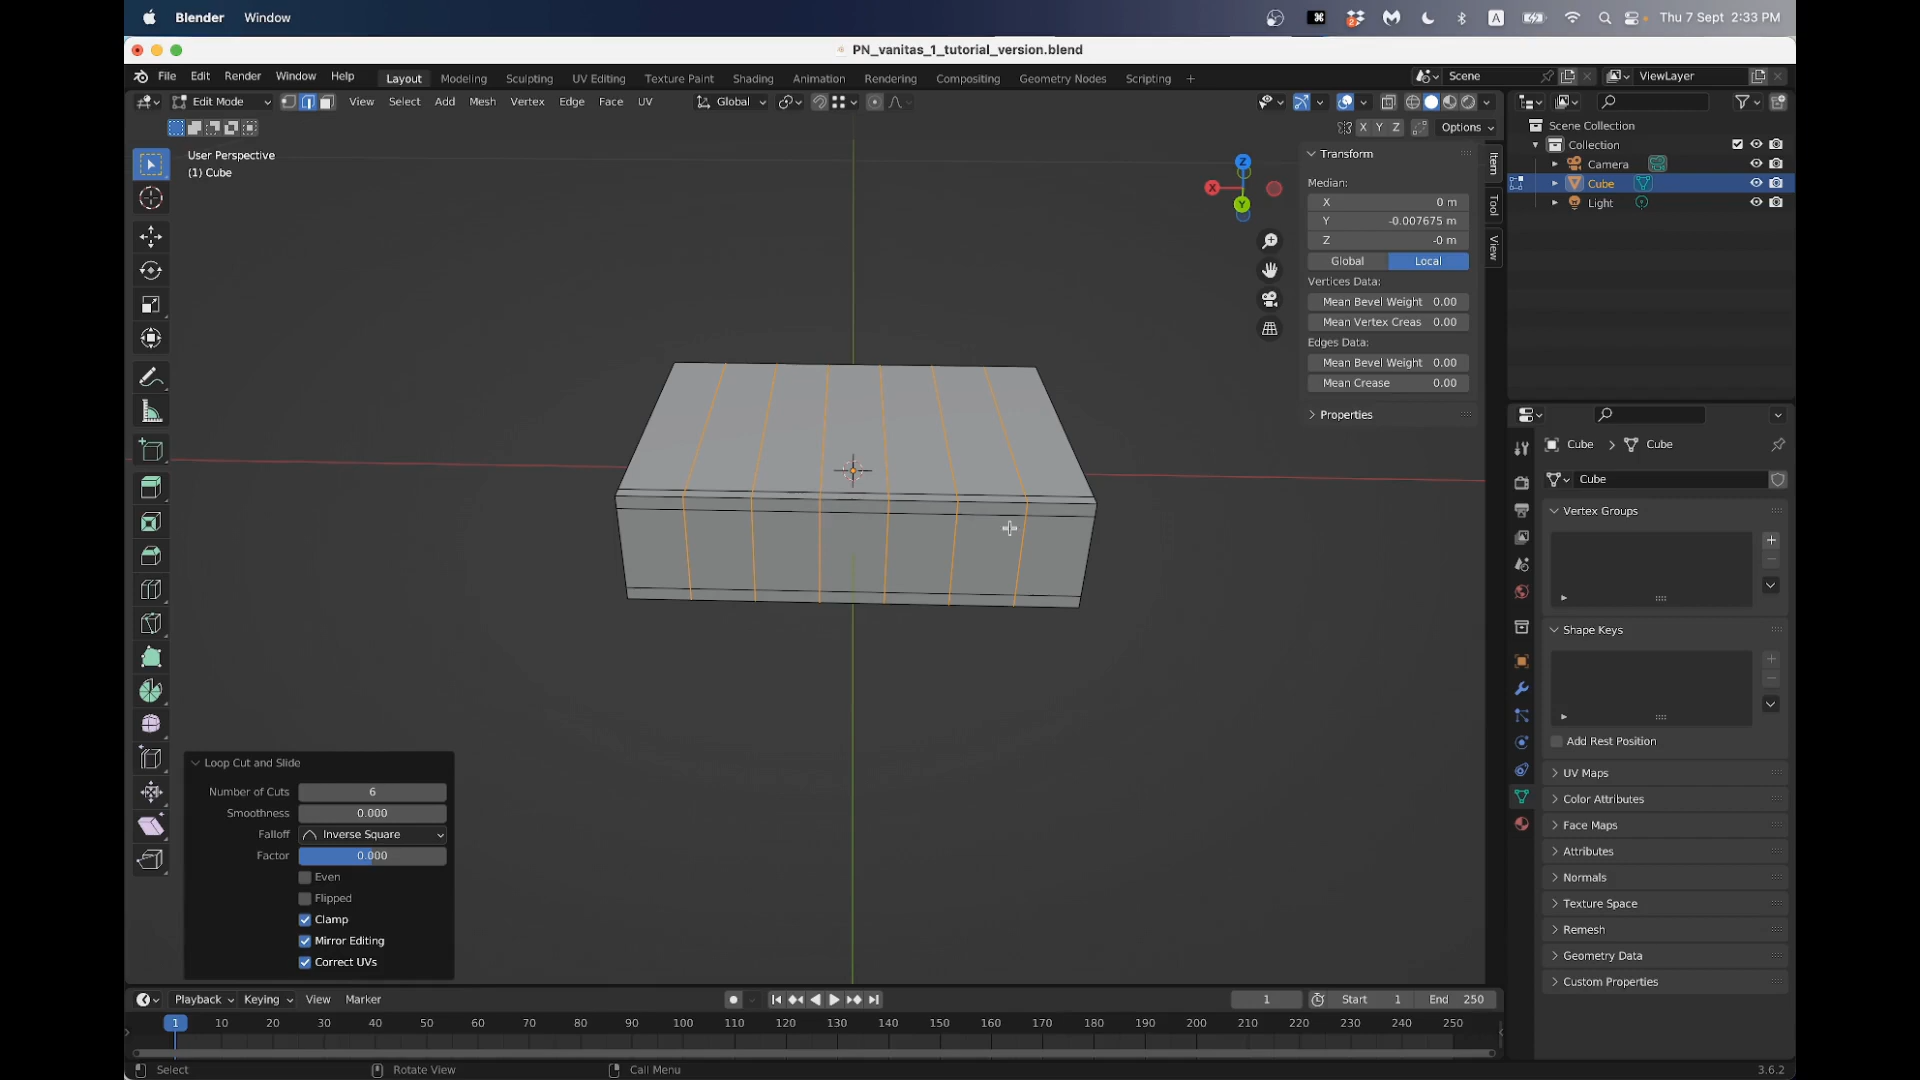 Blender Window
A Thu 7 Sept 2:33 PM
PN_vanitas_1_tutorial_version.blend
File Edit Render Window Help Layout Modeling Sculpting UV Editing Texture Paint Shading Animation Rendering Compositing Geometry Nodes Scripting + Scene ViewLayer
Edit Mode View Select Add Mesh Vertex Edge Face UV Global
X Y Z Options
User Perspective
(1) Cube
Z
X
Y
Transform
Median:
X 0 m
Y -0.007675 m
Z -0 m
Global Local
Vertices Data:
Mean Bevel Weight 0.00
Mean Vertex Creas 0.00
Edges Data:
Mean Bevel Weight 0.00
Mean Crease 0.00
Properties
Item
Tool
View
Scene Collection
Collection
Camera
Cube
Light
Cube Cube
Cube
Vertex Groups
Shape Keys
Add Rest Position
UV Maps
Color Attributes
Face Maps
Attributes
Normals
Texture Space
Remesh
Geometry Data
Custom Properties
Loop Cut and Slide
Number of Cuts 6
Smoothness 0.000
Falloff Inverse Square
Factor 0.000
Even
Flipped
Clamp
Mirror Editing
Correct UVs
Playback Keying View Marker 1 Start 1 End 250
1 10 20 30 40 50 60 70 80 90 100 110 120 130 140 150 160 170 180 190 200 210 220 230 240 250
Select Rotate View Call Menu 3.6.2